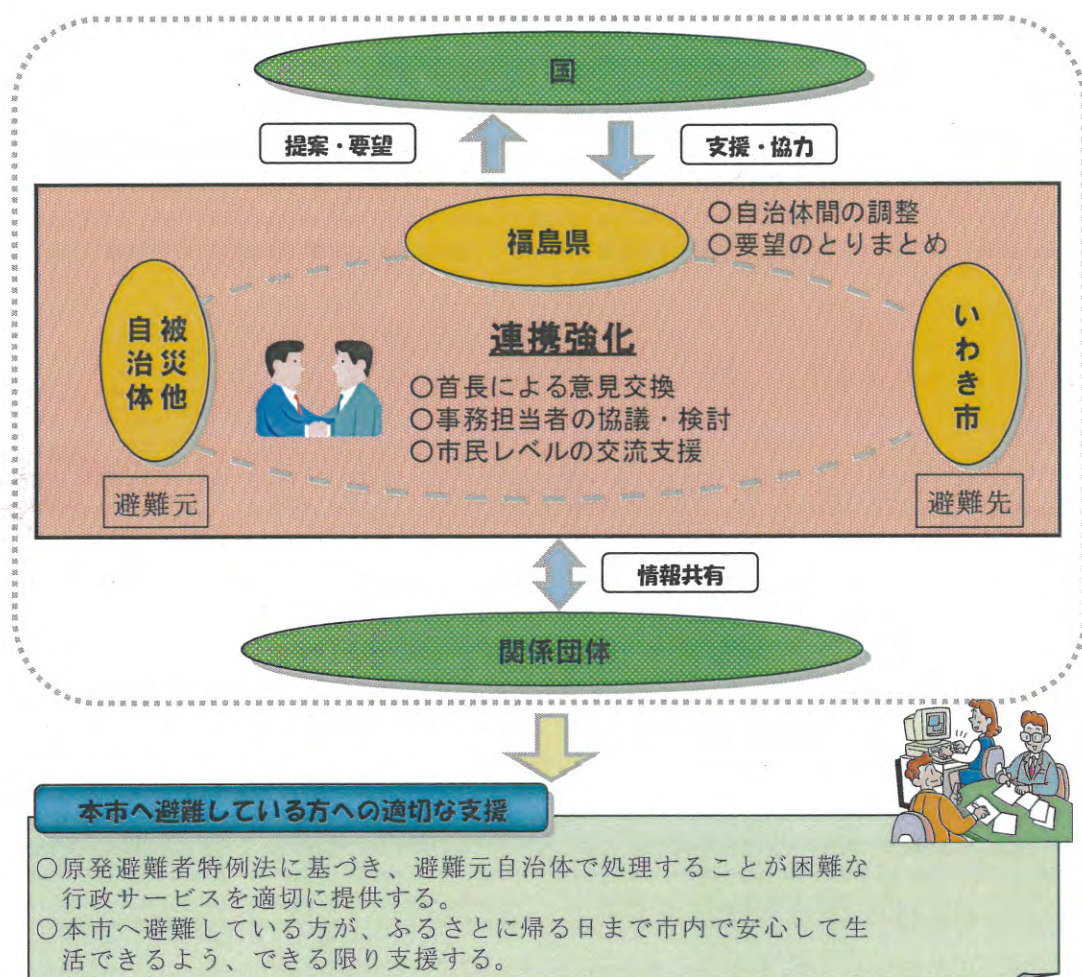 国
提案・要望
支援・協力
福島県
○自治体間の調整
○要望のとりまとめ
被災他
自治体
いわき市
連携強化
○首長による意見交換
○事務担当者の協議・検討
○市民レベルの交流支援
避難元
避難先
情報共有
関係団体
本市へ避難している方への適切な支援
○原発避難者特例法に基づき、避難元自治体で処理することが困難な
行政サービスを適切に提供する。
○本市へ避難している方が、ふるさとに帰る日まで市内で安心して生
活できるよう、できる限り支援する。